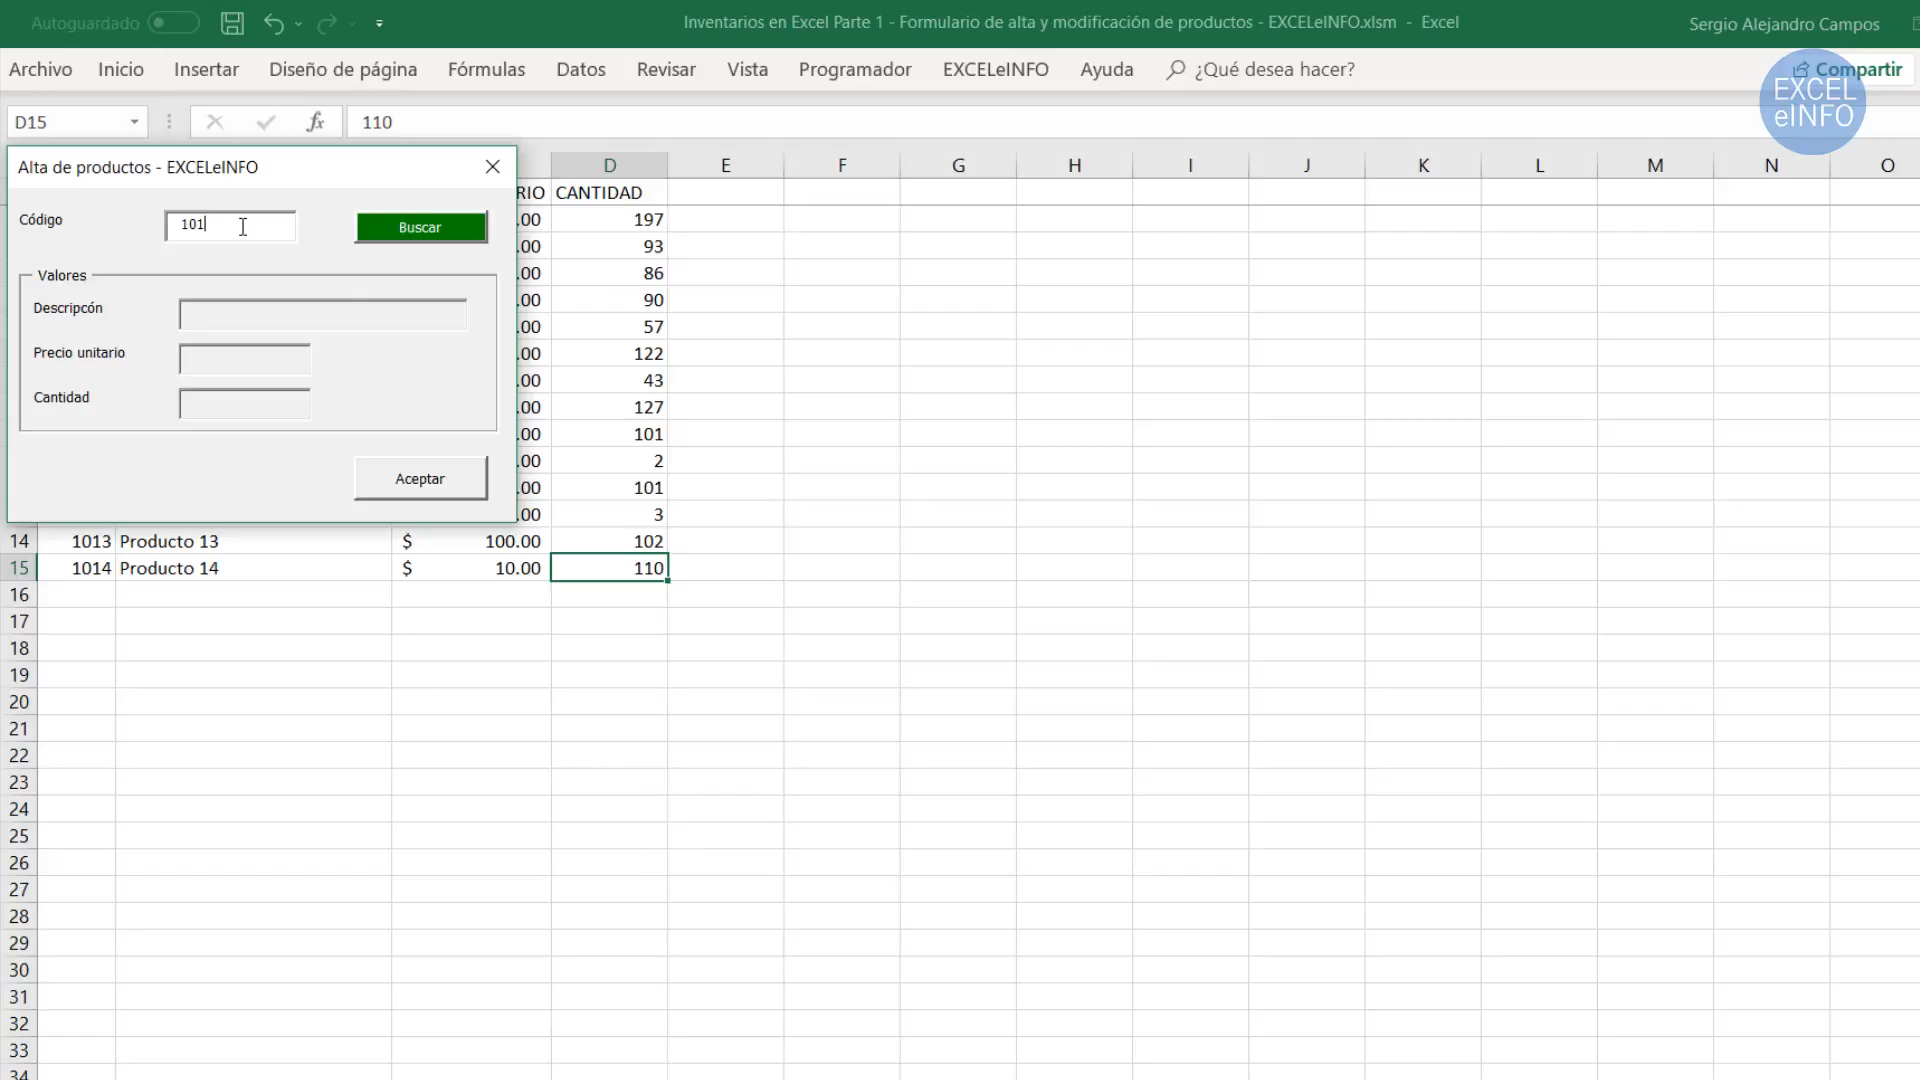 Autoguardado
Inventarios en Excel Parte 1 - Formulario de alta y modificación de productos - EXCELeINFO.xlsm - Excel
Sergio Alejandro Campos
Archivo Inicio Insertar Diseño de página Fórmulas Datos Revisar Vista Programador EXCELeINFO Ayuda ¿Qué desea hacer? Compartir
EXCEL
eINFO
D15 fx 110
Alta de productos - EXCELeINFO
D E F G H I J K L M N O
RIO CANTIDAD
Código 101 Buscar
.00 197
.00 93
Valores
.00 86
Descripcón
.00 90
.00 57
Precio unitario
.00 122
.00 43
Cantidad
.00 127
.00 101
.00 2
Aceptar
.00 101
.00 3
14 1013 Producto 13 $ 100.00 102
15 1014 Producto 14 $ 10.00 110
16
17
18
19
20
21
22
23
24
25
26
27
28
29
30
31
32
33
34